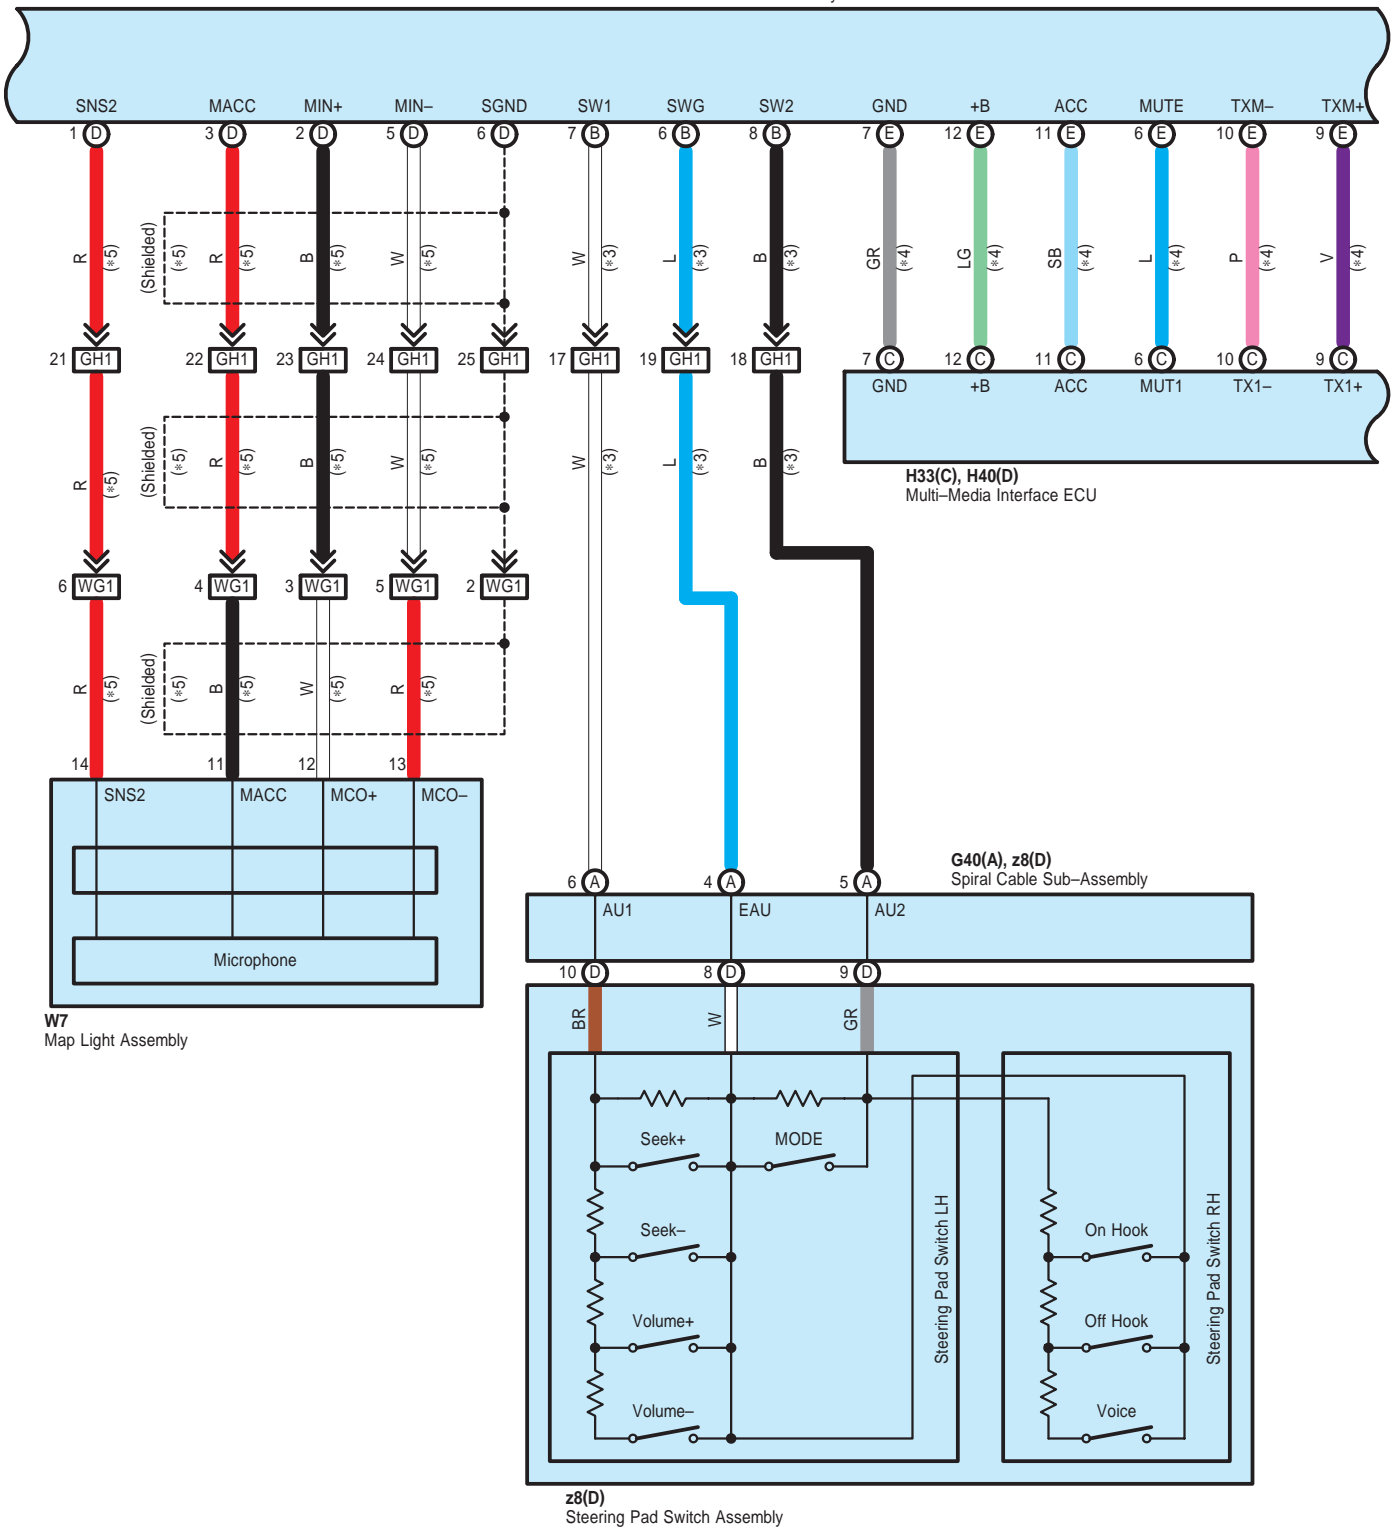 SNS2 MACC MIN+ MIN– SGND SW1 SWG SW2 GND +B ACC MUTE TXM– TXM+
1 D 3 D 2 D 5 D 6 D 7 B 6 B 8 B 7 E 12 E 11 E 6 E 10 E 9 E
R (*5) (Shielded) (*5) R (*5) B (*5) W (*5) W (*3) L (*3) B (*3) GR (*4) LG (*4) SB (*4) L (*4) P (*4) V (*4)
21 GH1 22 GH1 23 GH1 24 GH1 25 GH1 17 GH1 19 GH1 18 GH1 7 C 12 C 11 C 6 C 10 C 9 C
GND +B ACC MUT1 TX1– TX1+
R (*5) (Shielded) (*5) R (*5) B (*5) W (*5) W (*3) L (*3) B (*3)
H33(C), H40(D)
Multi–Media Interface ECU
6 WG1 4 WG1 3 WG1 5 WG1 2 WG1
R (*5) (Shielded) (*5) B (*5) W (*5) R (*5)
14 11 12 13
SNS2 MACC MCO+ MCO–
Microphone
W7
Map Light Assembly
G40(A), z8(D)
Spiral Cable Sub–Assembly
6 A 4 A 5 A
AU1 EAU AU2
10 D 8 D 9 D
BR W GR
Seek+ MODE
Seek–
Volume+
Volume–
Steering Pad Switch LH
On Hook
Off Hook
Voice
Steering Pad Switch RH
z8(D)
Steering Pad Switch Assembly